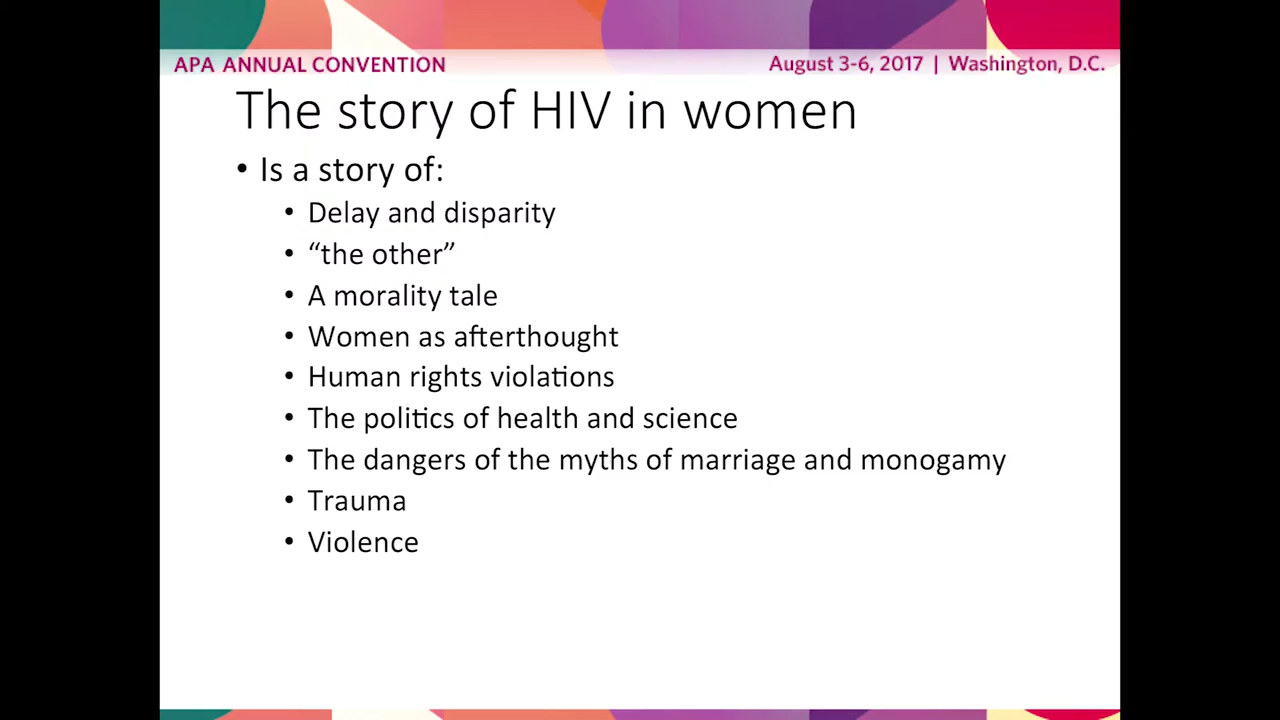 APA ANNUAL CONVENTION
August 3-6, 2017 | Washington, D.C.
The story of HIV in women
• Is a story of:
• Delay and disparity
• “the other”
• A morality tale
• Women as afterthought
• Human rights violations
• The politics of health and science
• The dangers of the myths of marriage and monogamy
• Trauma
• Violence